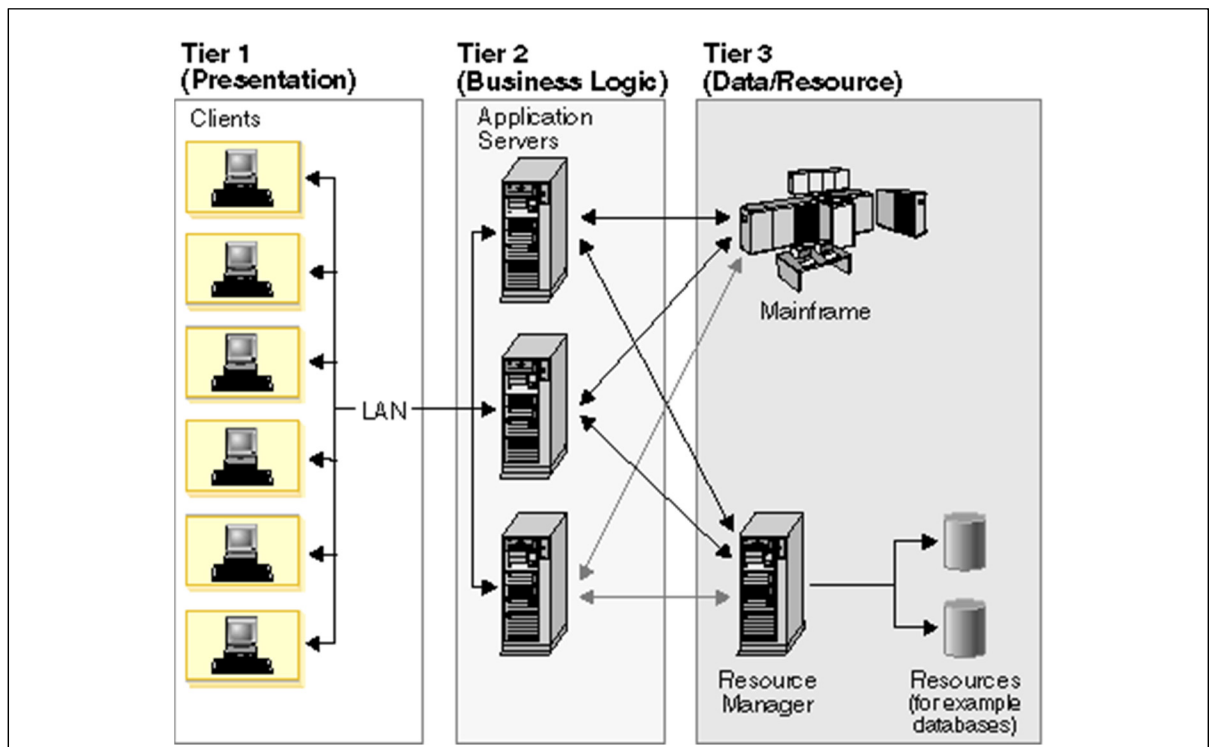 Tier 1
(Presentation)
Tier 2
(Business Logic)
Tier 3
(Data/Resource)
Clients
Application
Servers
Mainframe
LAN
Resource
Manager
Resources
(for example
databases)